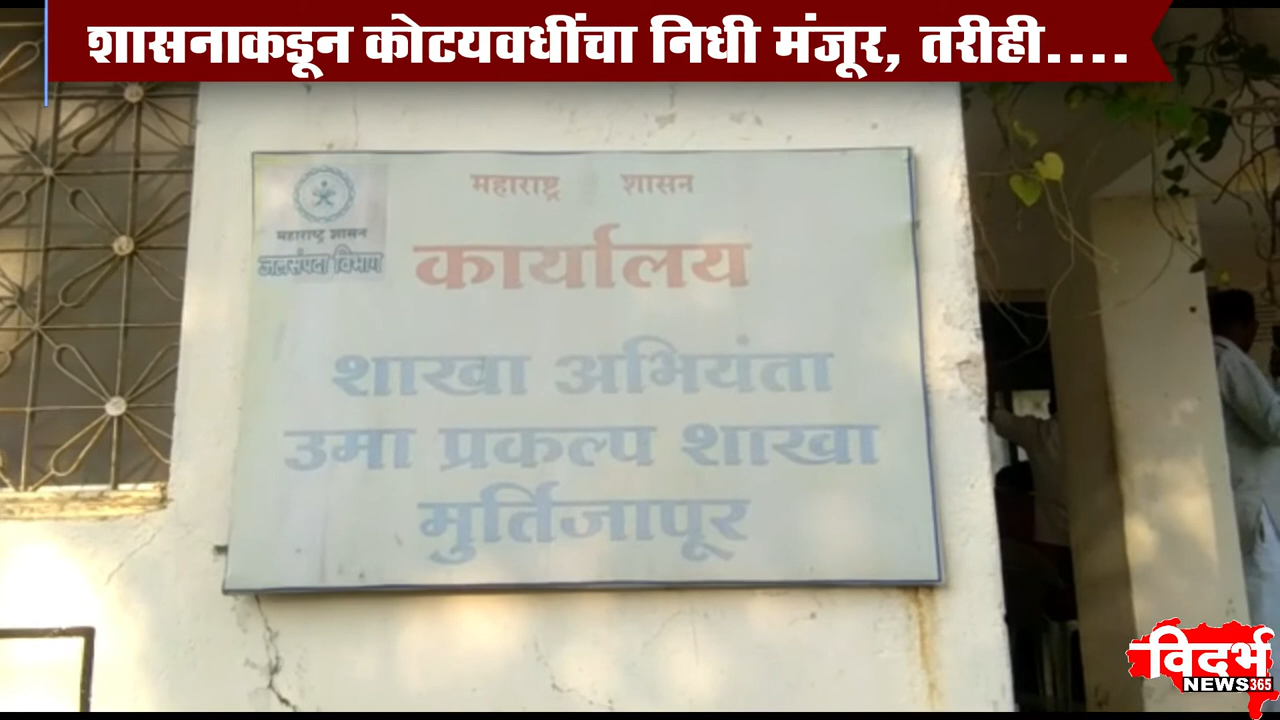 शासनाकडून कोटयवधींचा निधी मंजूर, तरीही....
महाराष्ट्र शासन
महाराष्ट्र शासन
जलसंपदा विभाग
कार्यालय
शाखा अभियंता
उमा प्रकल्प शाखा
मुर्तिजापूर
विदर्भ
NEWS365